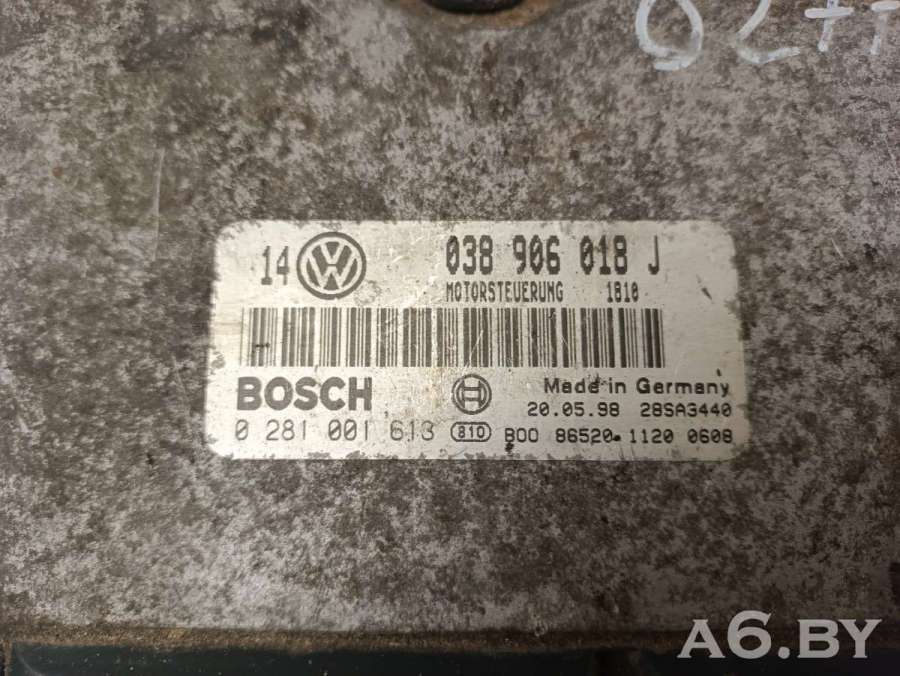 14 038 906 018 J
MOTORSTEUERUNG 1810
BOSCH Made in Germany
20.05.98 28SA3440
0 281 001 613 810 B00 86520.1120 0608
A6.BY